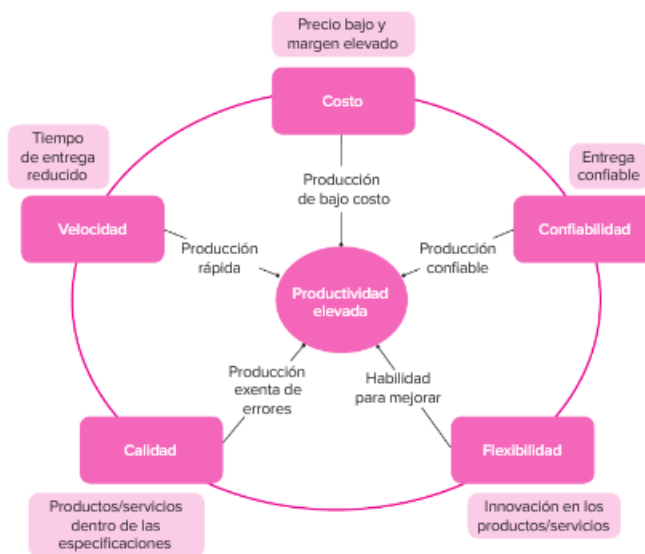 Precio bajo y
margen elevado
Costo
Tiempo
de entrega
reducido
Entrega
confiable
Producción
de bajo costo
Velocidad
Confiabilidad
Producción
rápida
Producción
confiable
Productividad
elevada
Producción
exenta de
errores
Habilidad
para mejorar
Calidad
Flexibilidad
Productos/servicios
dentro de las
especificaciones
Innovación en los
productos/servicios